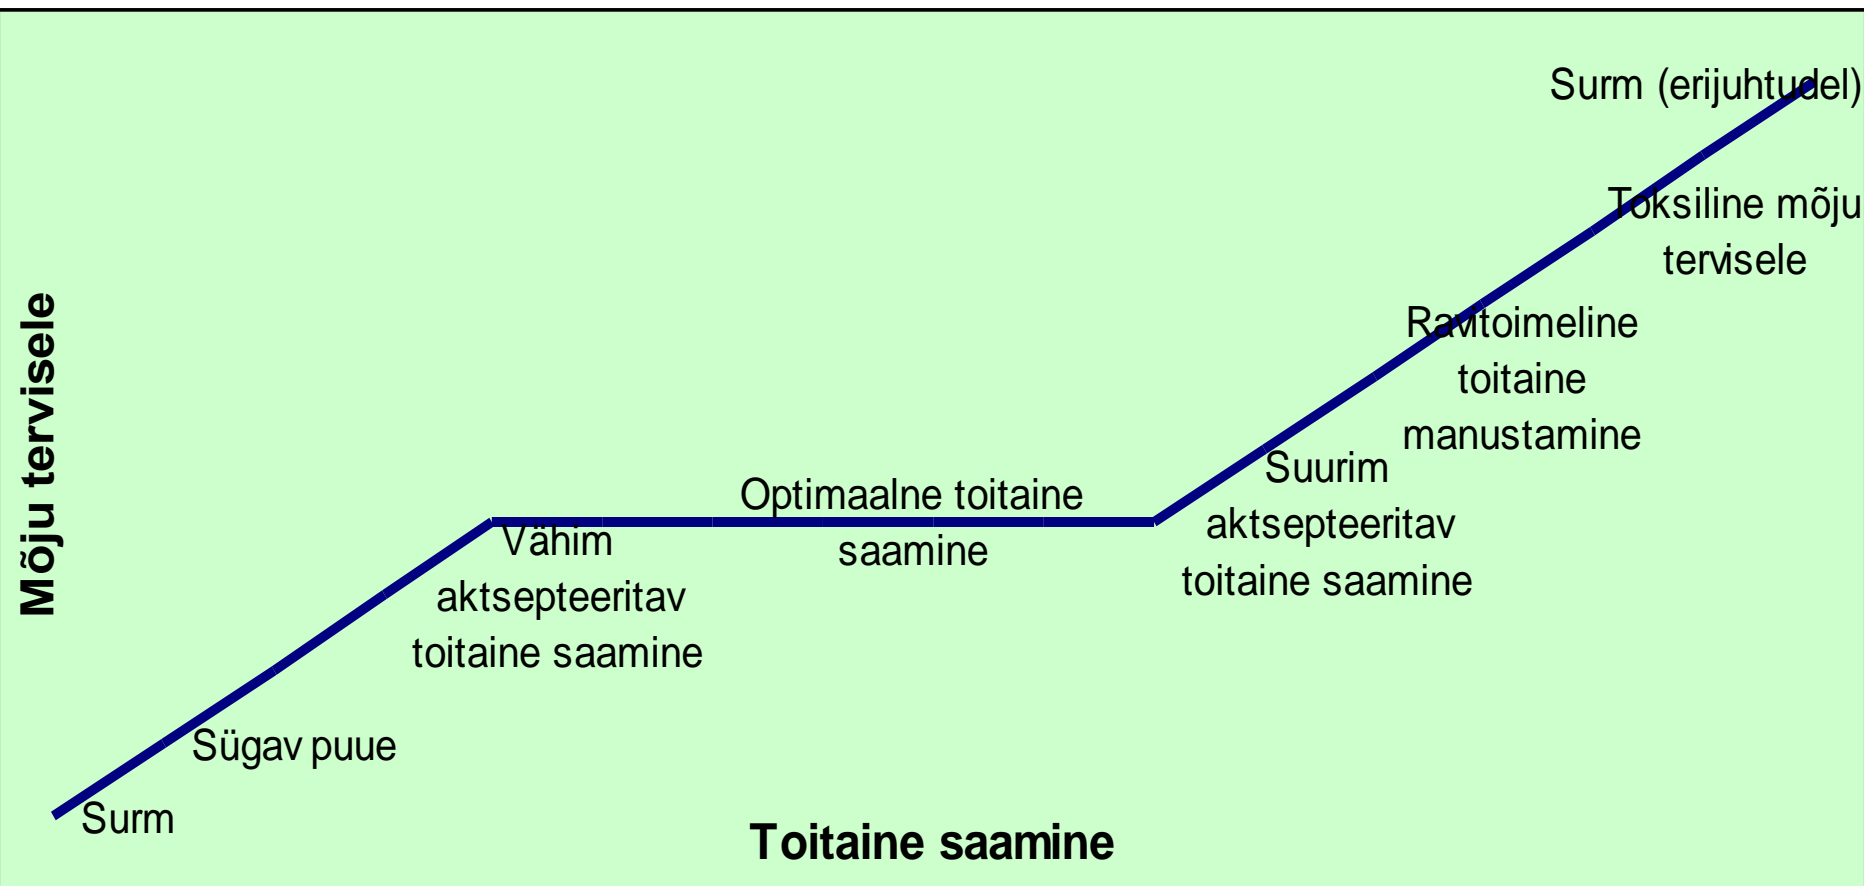 Surm (erijuhtudel)
Toksiline mõju
tervisele
Ravitoimeline
toitaine
manustamine
Suurim
aktsepteeritav
toitaine saamine
Optimaalne toitaine
saamine
Vähim
aktsepteeritav
toitaine saamine
Sügav puue
Surm
Mõju tervisele
Toitaine saamine